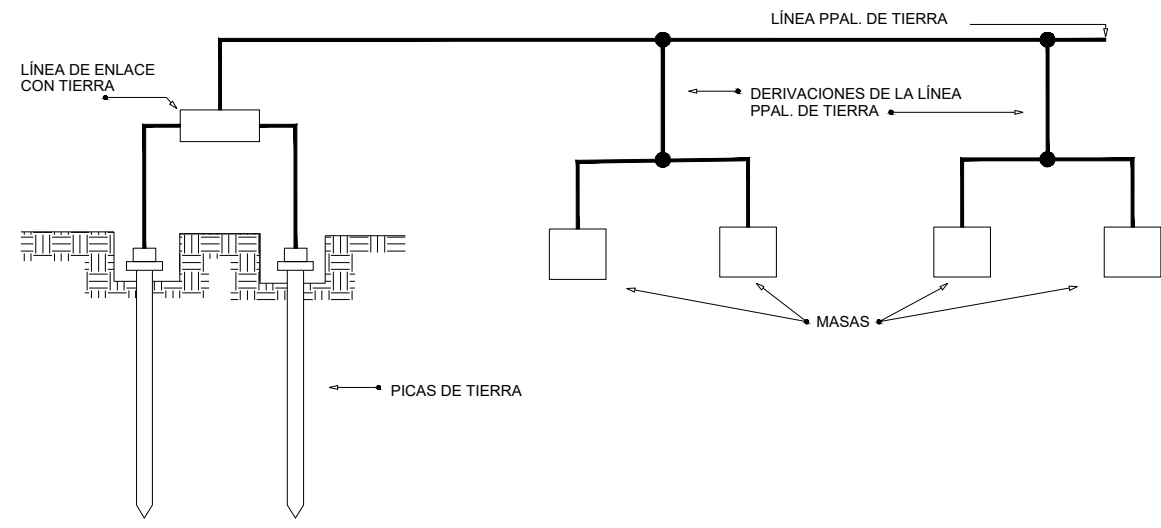 LÍNEA PPAL. DE TIERRA
LÍNEA DE ENLACE
CON TIERRA
DERIVACIONES DE LA LÍNEA
PPAL. DE TIERRA
MASAS
PICAS DE TIERRA